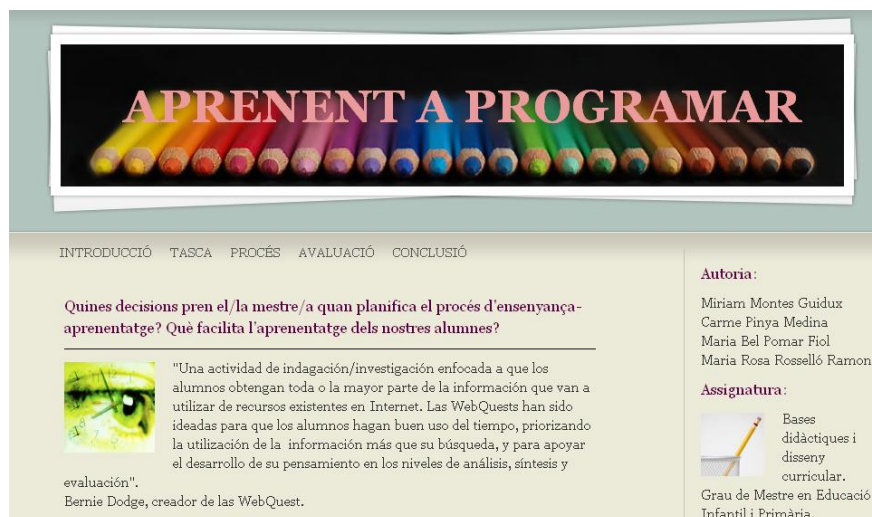 APRENENT A PROGRAMAR
INTRODUCCIÓ TASCA PROCÉS AVALUACIÓ CONCLUSIÓ
Quines decisions pren el/la mestre/a quan planifica el procés d'ensenyança-
aprenentatge? Què facilita l'aprenentatge dels nostres alumnes?
"Una actividad de indagación/investigación enfocada a que los
alumnos obtengan toda o la mayor parte de la información que van a
utilizar de recursos existentes en Internet. Las WebQuests han sido
ideadas para que los alumnos hagan buen uso del tiempo, priorizando
la utilización de la información más que su búsqueda, y para apoyar
el desarrollo de su pensamiento en los niveles de análisis, síntesis y
evaluación".
Bernie Dodge, creador de las WebQuest.
Autoria:
Miriam Montes Guidux
Carme Pinya Medina
Maria Bel Pomar Fiol
Maria Rosa Rosselló Ramon
Assignatura:
Bases
didàctiques i
disseny
curricular.
Grau de Mestre en Educació
Infantil i Primària.